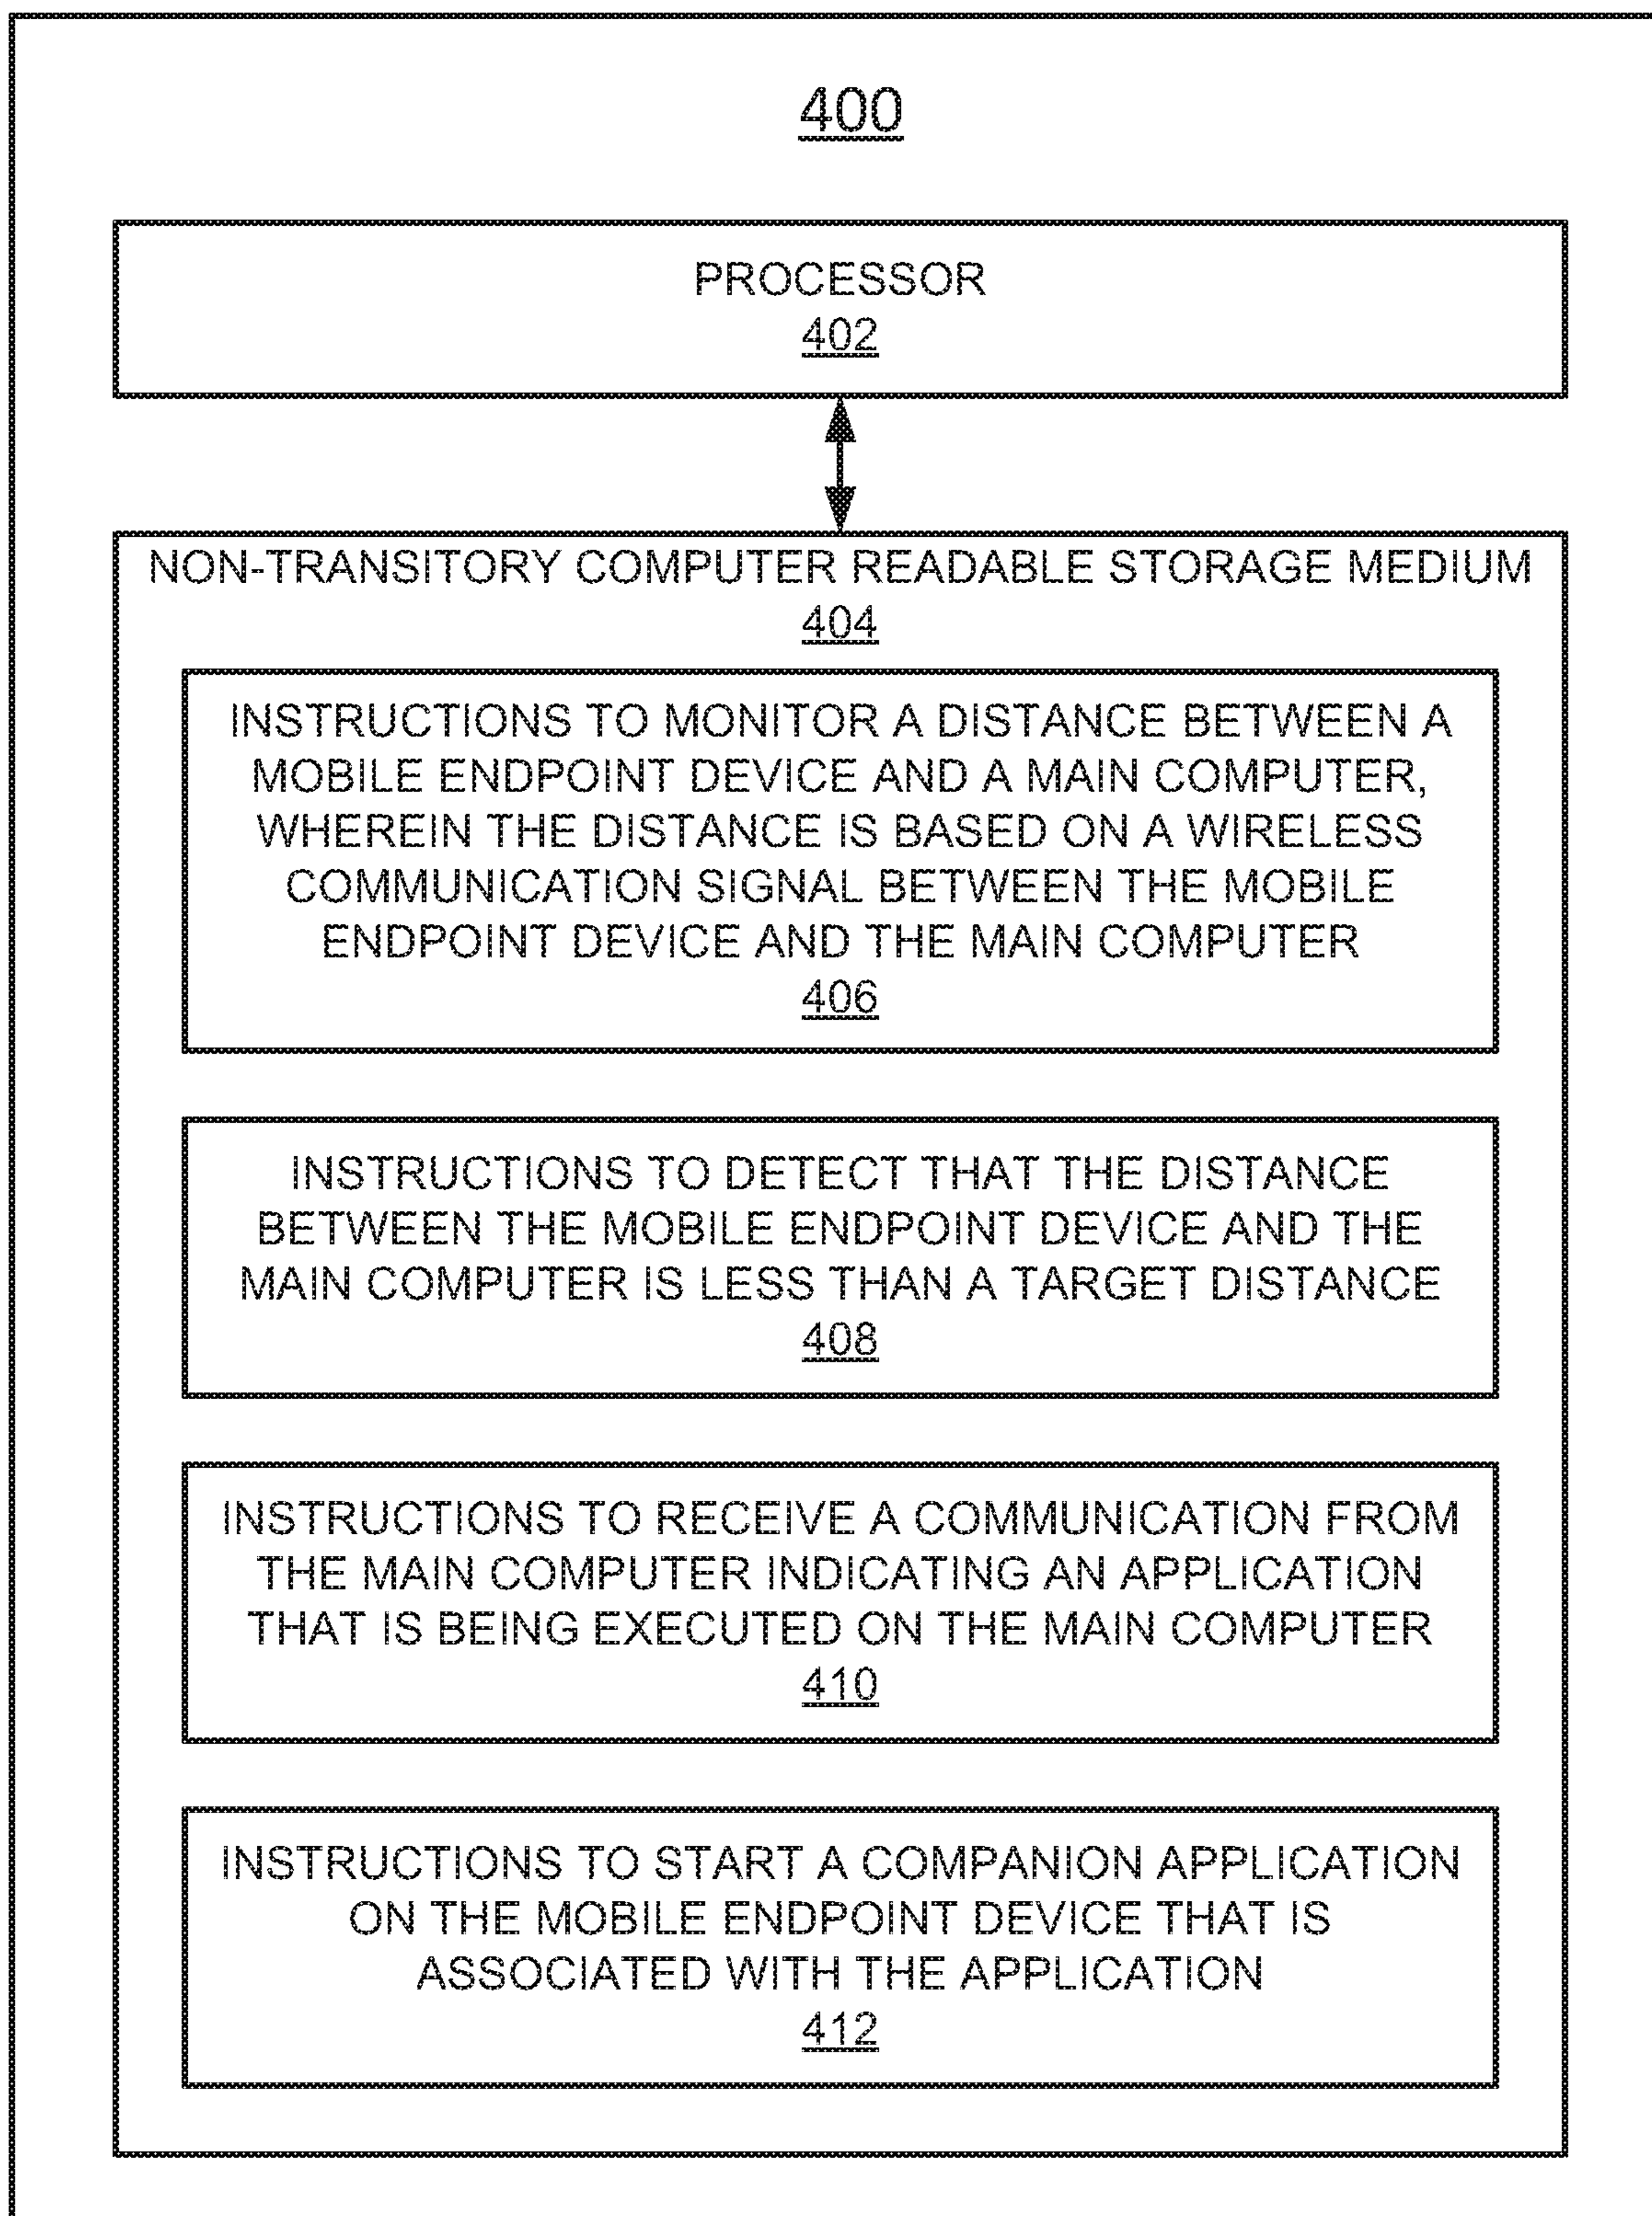 400
PROCESSOR
402
NON-TRANSITORY COMPUTER READABLE STORAGE MEDIUM
404
INSTRUCTIONS TO MONITOR A DISTANCE BETWEEN A
MOBILE ENDPOINT DEVICE AND A MAIN COMPUTER,
WHEREIN THE DISTANCE IS BASED ON A WIRELESS
COMMUNICATION SIGNAL BETWEEN THE MOBILE
ENDPOINT DEVICE AND THE MAIN COMPUTER
406
INSTRUCTIONS TO DETECT THAT THE DISTANCE
BETWEEN THE MOBILE ENDPOINT DEVICE AND THE
MAIN COMPUTER IS LESS THAN A TARGET DISTANCE
408
INSTRUCTIONS TO RECEIVE A COMMUNICATION FROM
THE MAIN COMPUTER INDICATING AN APPLICATION
THAT IS BEING EXECUTED ON THE MAIN COMPUTER
410
INSTRUCTIONS TO START A COMPANION APPLICATION
ON THE MOBILE ENDPOINT DEVICE THAT IS
ASSOCIATED WITH THE APPLICATION
412